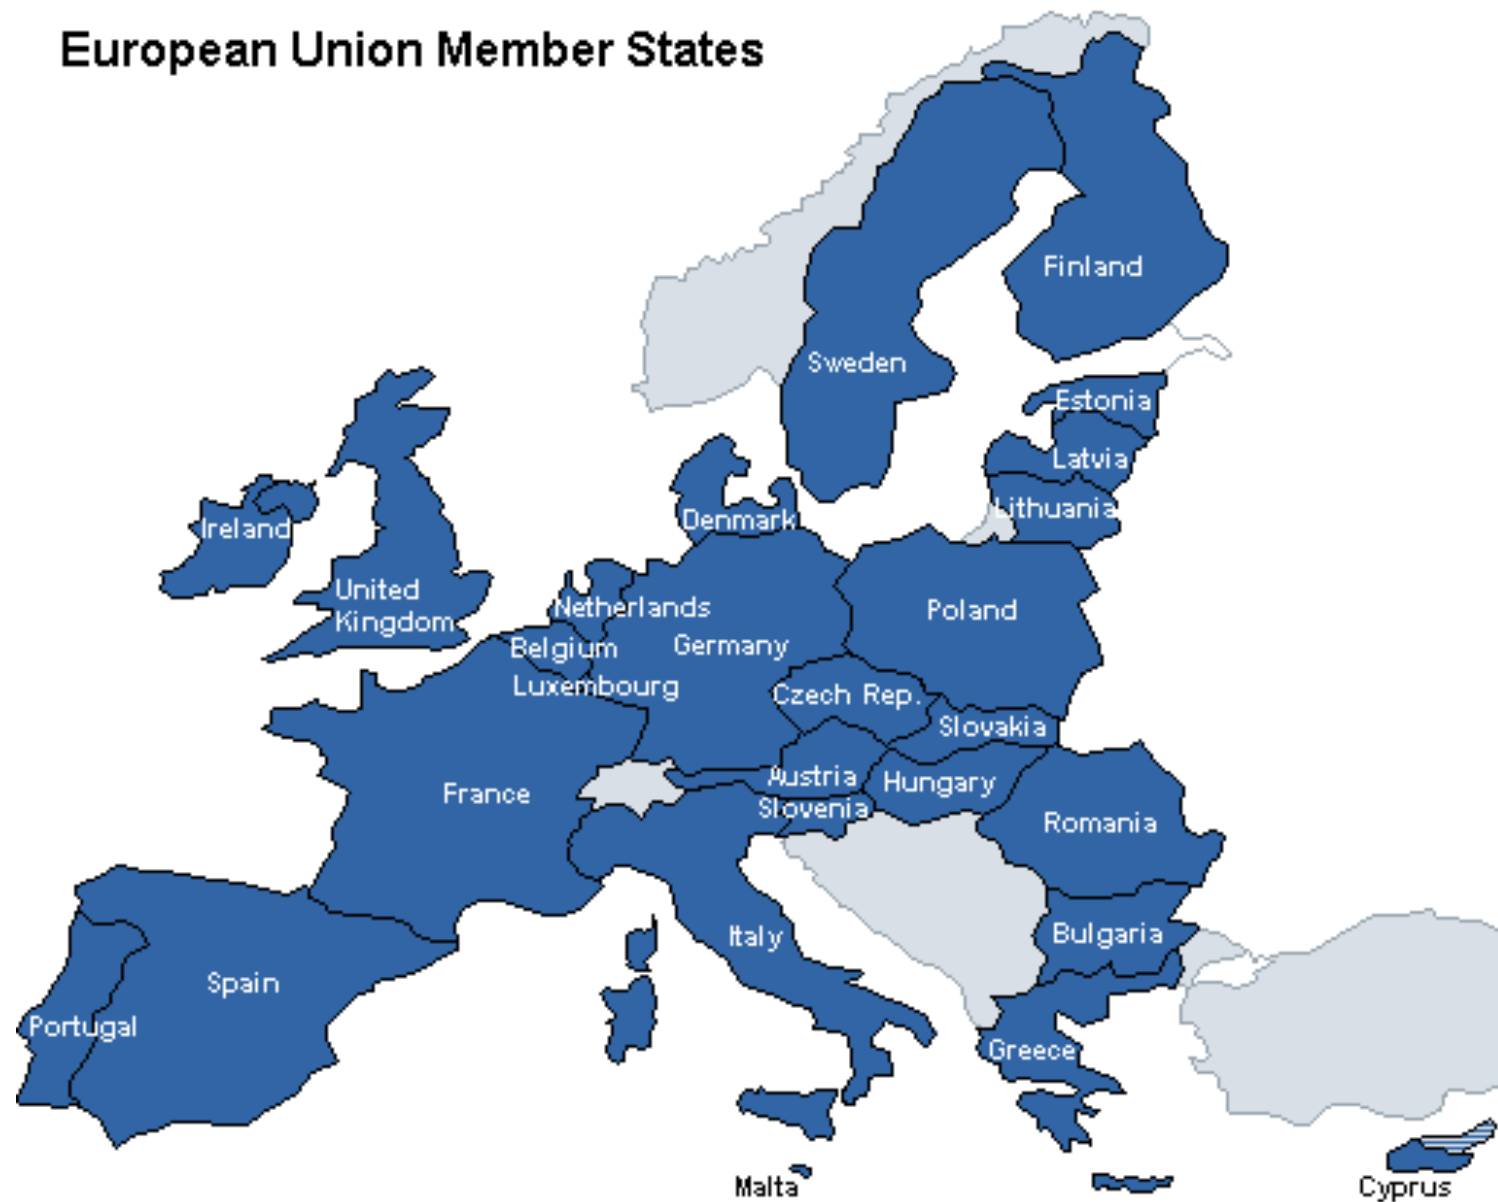 European Union Member States
Finland
Sweden
Estonia
Latvia
Lithuania
Denmark
Ireland
United
Kingdom
Netherlands
Poland
Belgium
Germany
Luxembourg
Czech Rep.
Slovakia
Austria
Hungary
France
Slovenia
Romania
Italy
Bulgaria
Spain
Portugal
Greece
Malta
Cyprus